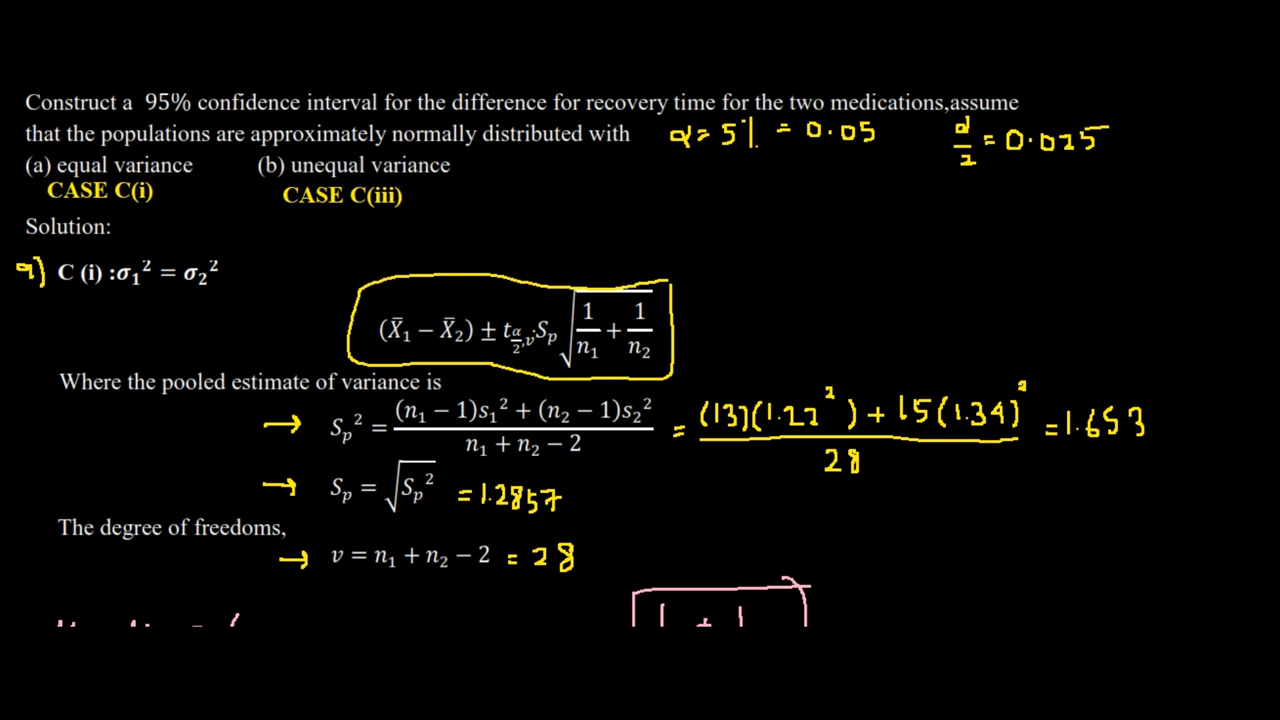 Construct a 95% confidence interval for the difference for recovery time for the two medications,assume
that the populations are approximately normally distributed with α = 5% = 0.05 α/2 = 0.025
(a) equal variance (b) unequal variance
CASE C(i) CASE C(iii)
Solution:
a) C (i) :σ₁² = σ₂²
(X̄₁ − X̄₂) ± t_{α/2,v} S_p √(1/n₁ + 1/n₂)
Where the pooled estimate of variance is
→ S_p² = ((n₁ − 1)s₁² + (n₂ − 1)s₂²)/(n₁ + n₂ − 2) = ((13)(1.22²) + 15(1.34)²)/28 = 1.653
→ S_p = √(S_p²) = 1.2857
The degree of freedoms,
→ v = n₁ + n₂ − 2 = 28